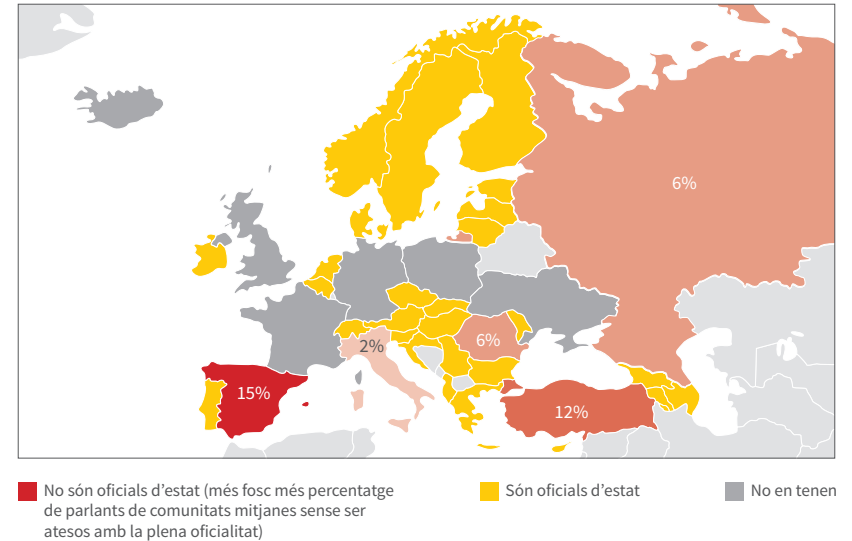 6%
6%
2%
15%
12%
No són oficials d'estat (més fosc més percentatge
de parlants de comunitats mitjanes sense ser
atesos amb la plena oficialitat)
Són oficials d'estat
No en tenen